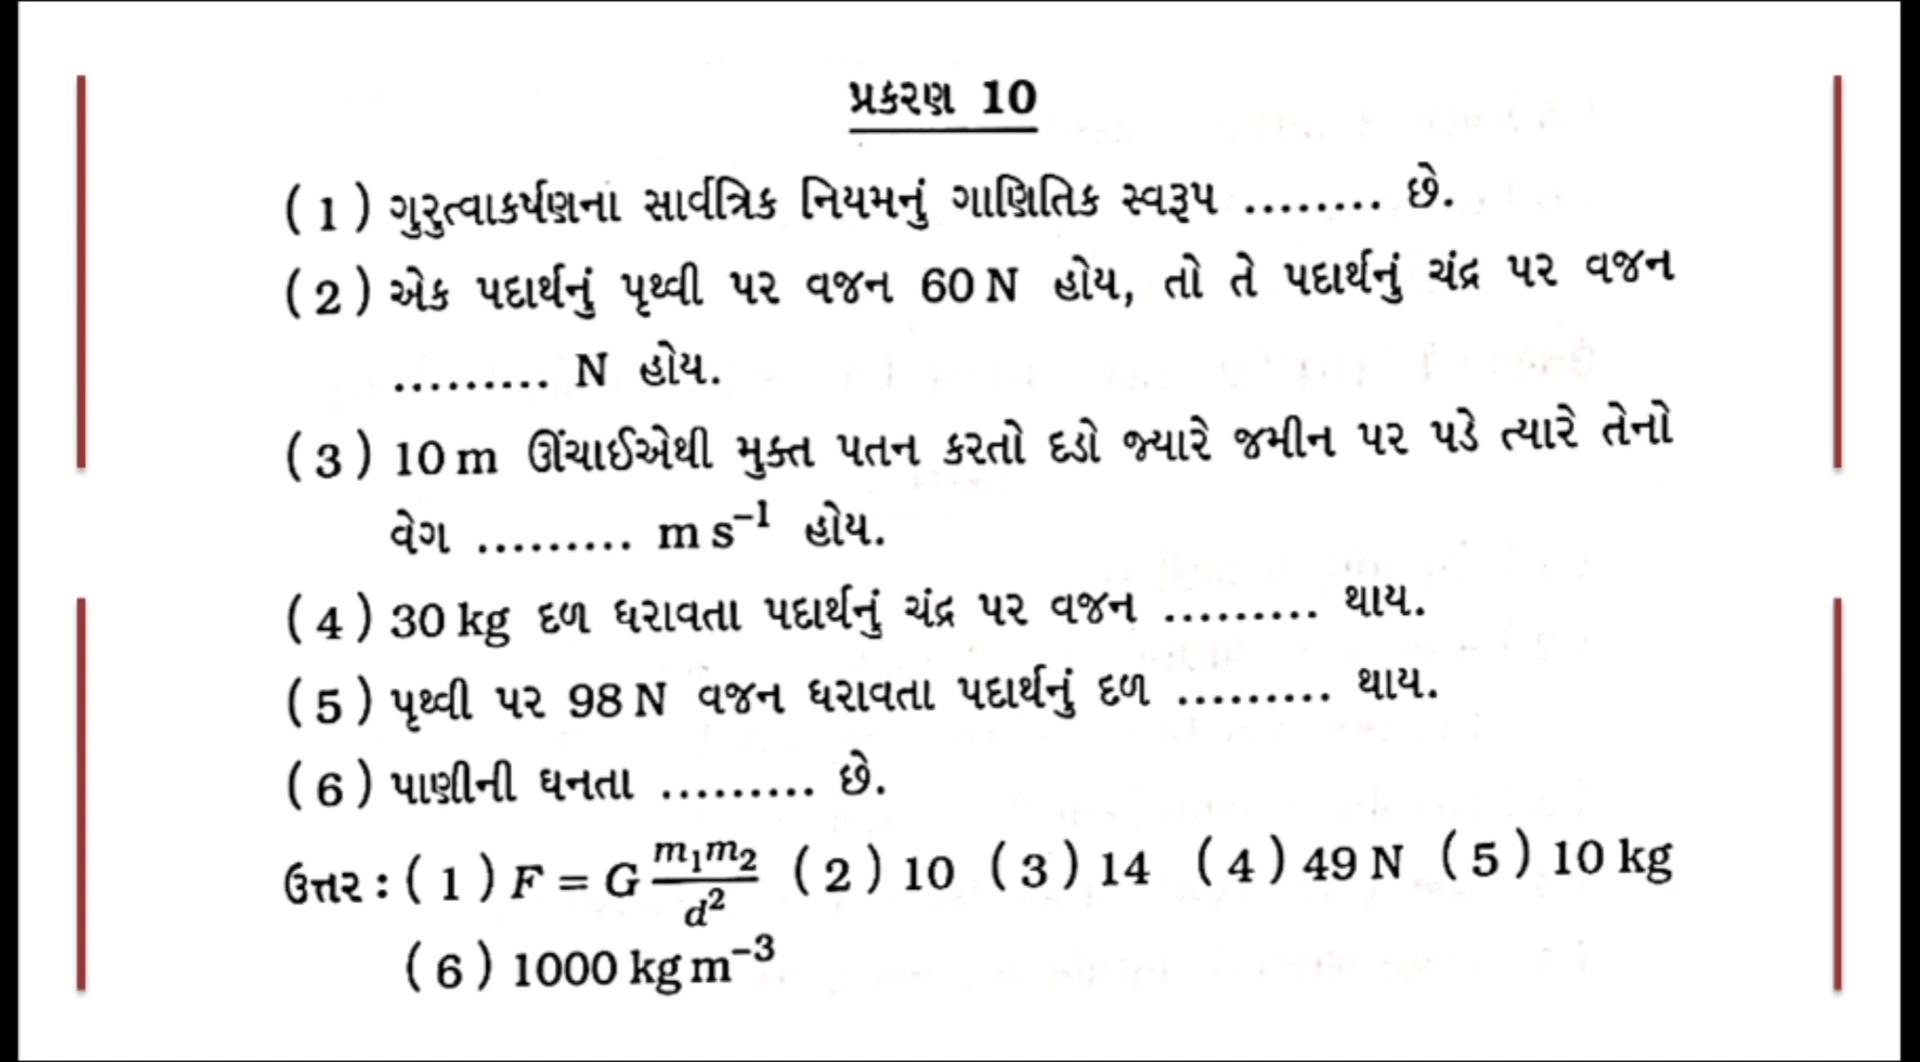 પ્રકરણ 10
(1) ગુરુત્વાકર્ષણના સાર્વત્રિક નિયમનું ગાણિતિક સ્વરૂપ ........ છે.
(2) એક પદાર્થનું પૃથ્વી પર વજન 60 N હોય, તો તે પદાર્થનું ચંદ્ર પર વજન
......... N હોય.
(3) 10 m ઊંચાઈએથી મુક્ત પતન કરતો દડો જ્યારે જમીન પર પડે ત્યારે તેનો
વેગ ......... m s⁻¹ હોય.
(4) 30 kg દળ ધરાવતા પદાર્થનું ચંદ્ર પર વજન ......... થાય.
(5) પૃથ્વી પર 98 N વજન ધરાવતા પદાર્થનું દળ ......... થાય.
(6) પાણીની ઘનતા ......... છે.
ઉત્તર : (1) F = G m₁m₂/d² (2) 10 (3) 14 (4) 49 N (5) 10 kg
(6) 1000 kg m⁻³